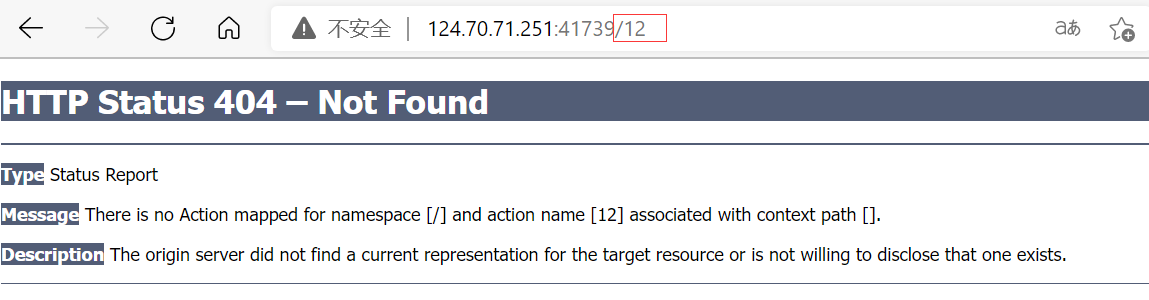 不安全 124.70.71.251:41739/12 aあ
HTTP Status 404 – Not Found
Type Status Report
Message There is no Action mapped for namespace [/] and action name [12] associated with context path [].
Description The origin server did not find a current representation for the target resource or is not willing to disclose that one exists.